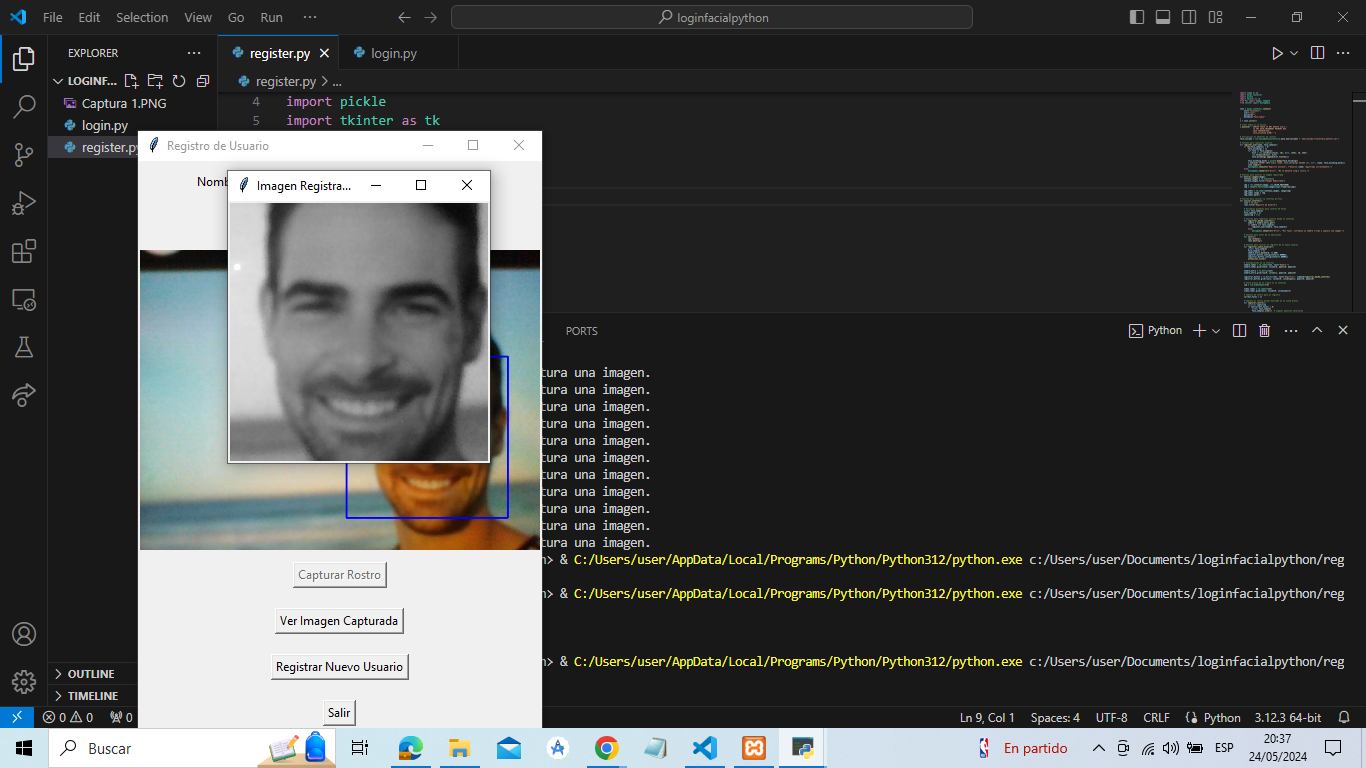 File Edit Selection View Go Run ··· loginfacialpython
EXPLORER ···
register.py
login.py
LOGINF...
register.py > ...
Captura 1.PNG
login.py
register.py
4 import pickle
5 import tkinter as tk
Registro de Usuario
Imagen Registra...
PORTS
Python
tura una imagen.
tura una imagen.
tura una imagen.
tura una imagen.
tura una imagen.
tura una imagen.
tura una imagen.
tura una imagen.
tura una imagen.
tura una imagen.
tura una imagen.
> & C:/Users/user/AppData/Local/Programs/Python/Python312/python.exe c:/Users/user/Documents/loginfacialpython/reg
> & C:/Users/user/AppData/Local/Programs/Python/Python312/python.exe c:/Users/user/Documents/loginfacialpython/reg
> & C:/Users/user/AppData/Local/Programs/Python/Python312/python.exe c:/Users/user/Documents/loginfacialpython/reg
Capturar Rostro
Ver Imagen Capturada
Registrar Nuevo Usuario
Salir
OUTLINE
TIMELINE
0 0 0
Ln 9, Col 1 Spaces: 4 UTF-8 CRLF Python 3.12.3 64-bit
Buscar
En partido
ESP
20:37
24/05/2024